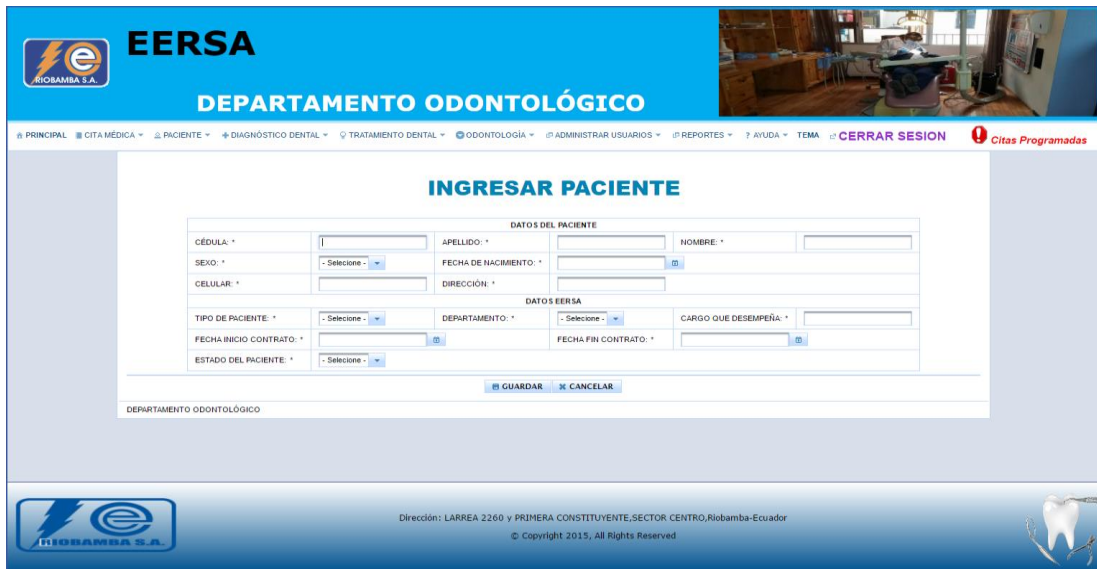 EERSA
RIOBAMBA S.A.
DEPARTAMENTO ODONTOLÓGICO
PRINCIPAL CITA MÉDICA PACIENTE DIAGNÓSTICO DENTAL TRATAMIENTO DENTAL ODONTOLOGÍA ADMINISTRAR USUARIOS REPORTES ? AYUDA TEMA CERRAR SESION Citas Programadas
INGRESAR PACIENTE
DATOS DEL PACIENTE
CÉDULA: * APELLIDO: * NOMBRE: *
SEXO: * - Selecione - FECHA DE NACIMIENTO: *
CELULAR: * DIRECCIÓN: *
DATOS EERSA
TIPO DE PACIENTE: * - Selecione - DEPARTAMENTO: * - Selecione - CARGO QUE DESEMPEÑA: *
FECHA INICIO CONTRATO: * FECHA FIN CONTRATO: *
ESTADO DEL PACIENTE: * - Selecione -
GUARDAR CANCELAR
DEPARTAMENTO ODONTOLÓGICO
Dirección: LARREA 2260 y PRIMERA CONSTITUYENTE,SECTOR CENTRO,Riobamba-Ecuador
© Copyright 2015, All Rights Reserved
RIOBAMBA S.A.